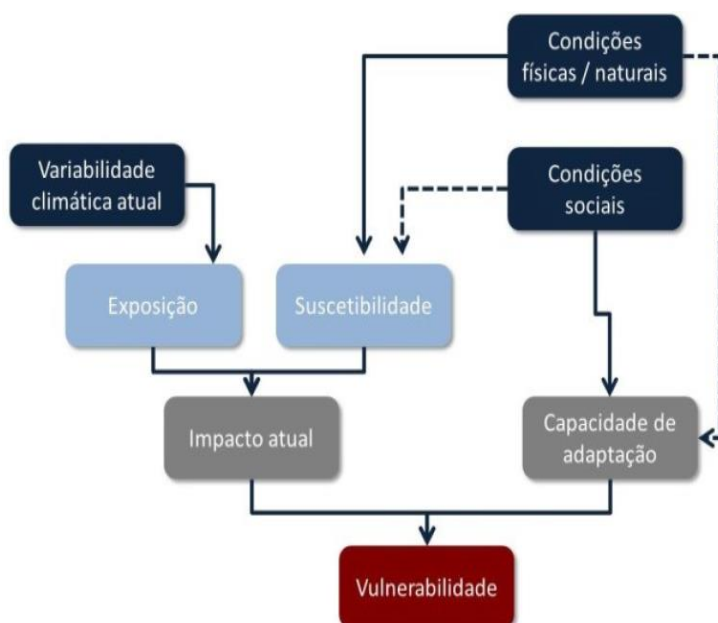 Condições
físicas / naturais
Variabilidade
climática atual
Condições
sociais
Exposição
Suscetibilidade
Impacto atual
Capacidade de
adaptação
Vulnerabilidade